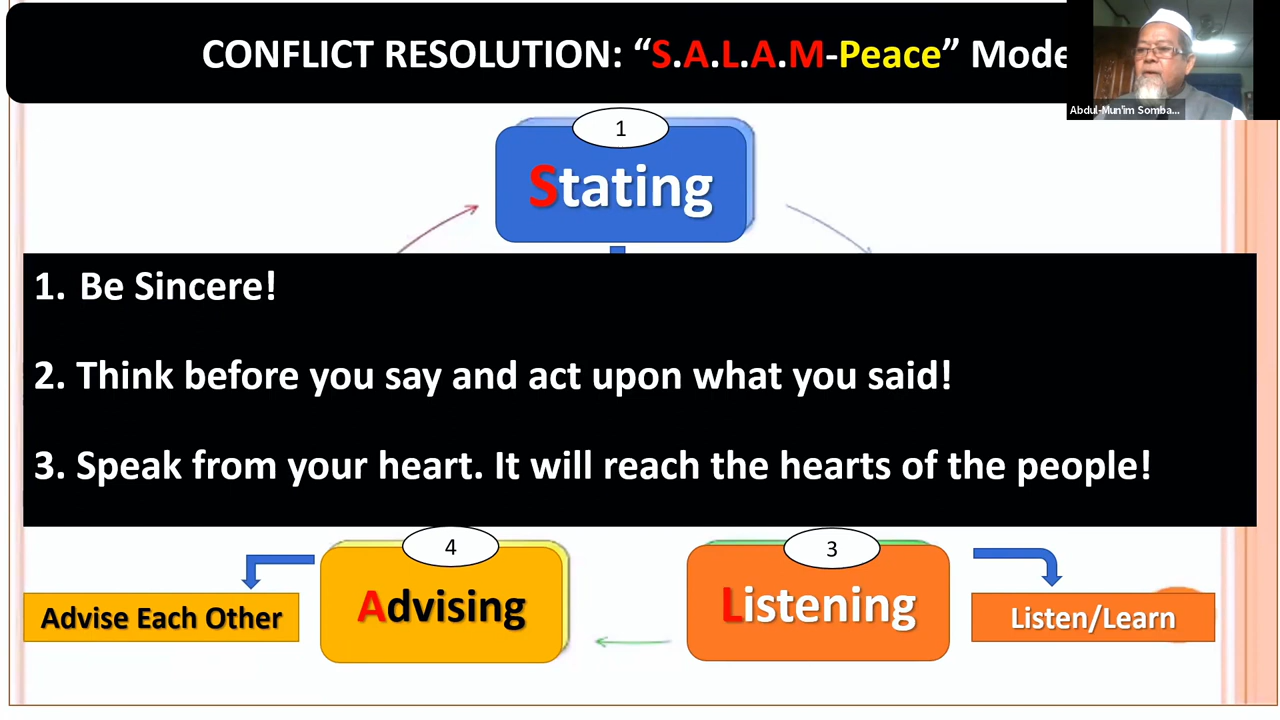 CONFLICT RESOLUTION: “S.A.L.A.M-Peace” Mode
Abdul-Mun'im Somba...
1
Stating
1. Be Sincere!
2. Think before you say and act upon what you said!
3. Speak from your heart. It will reach the hearts of the people!
4
3
Advising
Listening
Advise Each Other
Listen/Learn